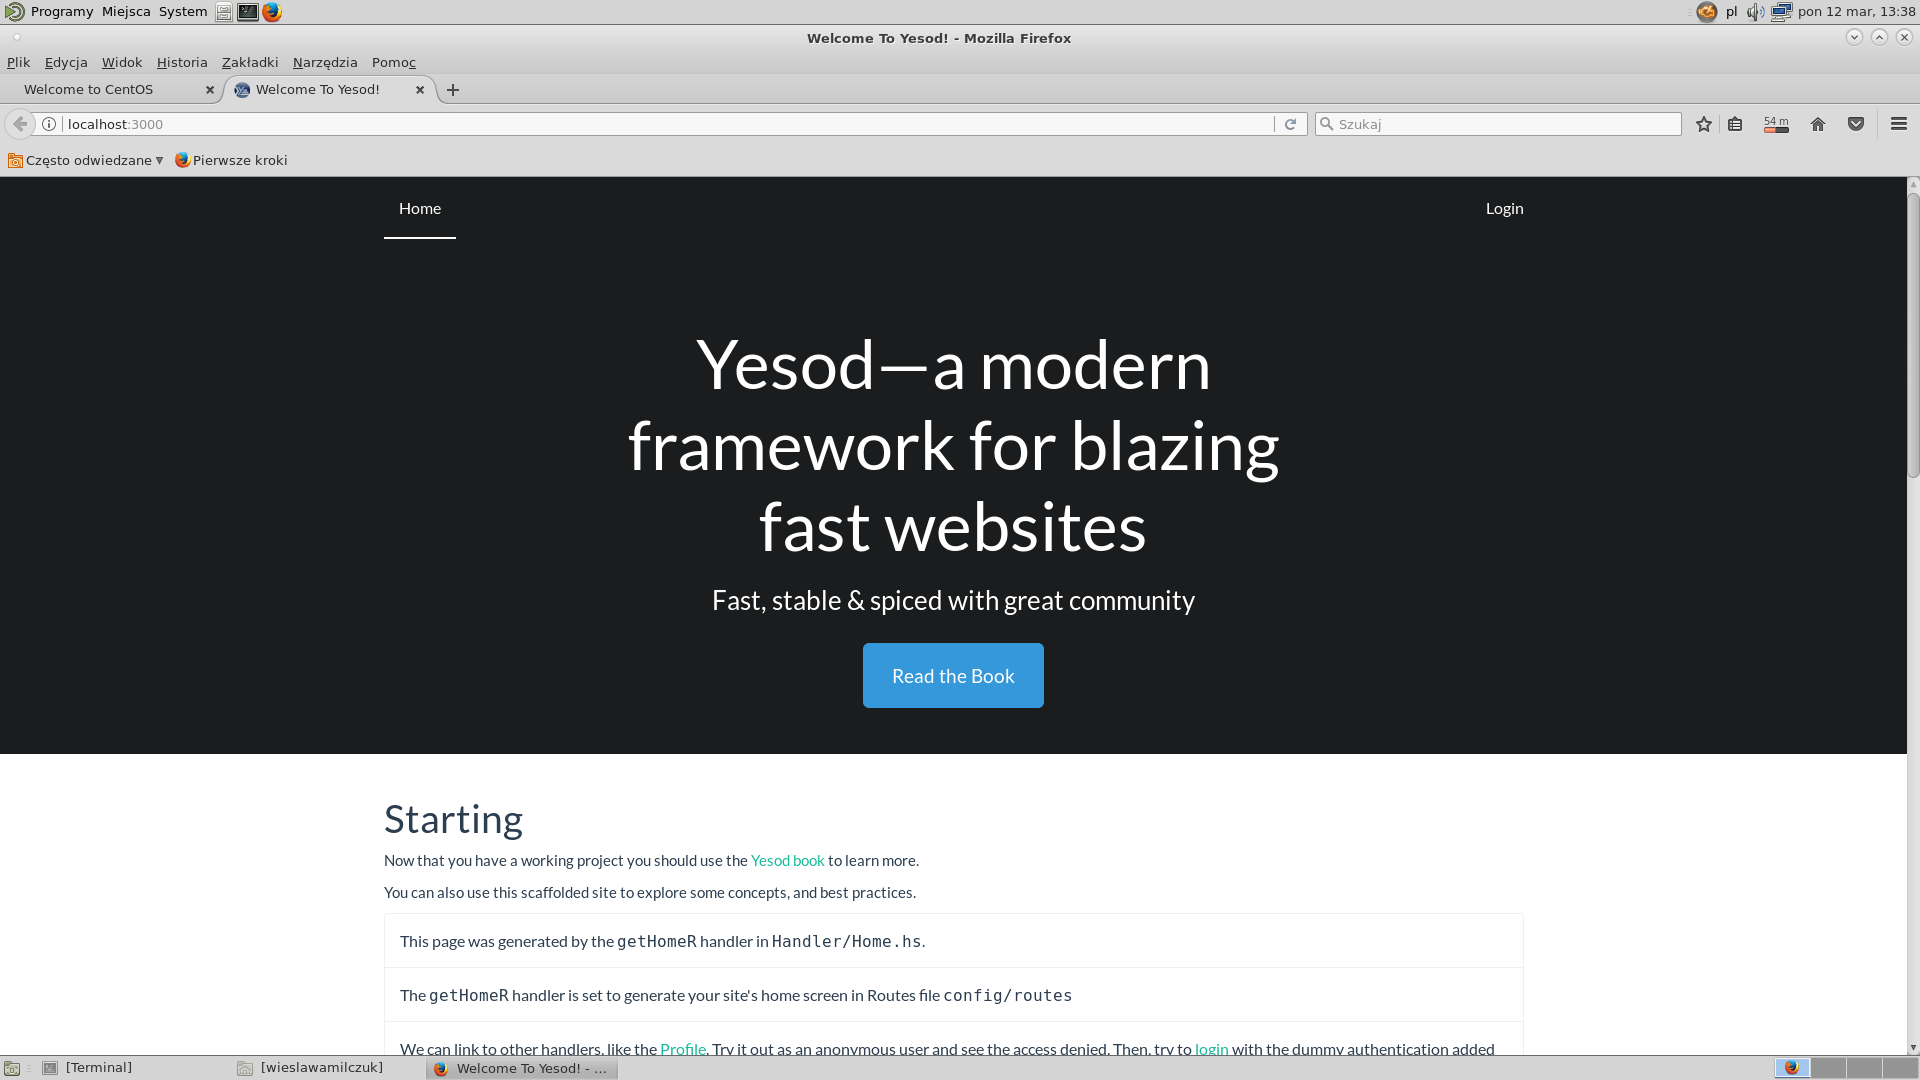 Programy Miejsca System
pl pon 12 mar, 13:38
Welcome To Yesod! - Mozilla Firefox
Plik Edycja Widok Historia Zakładki Narzędzia Pomoc
Welcome to CentOS
Welcome To Yesod!
localhost:3000
Szukaj
54 m
Często odwiedzane
Pierwsze kroki
Home
Login
Yesod—a modern
framework for blazing
fast websites
Fast, stable & spiced with great community
Read the Book
Starting
Now that you have a working project you should use the Yesod book to learn more.
You can also use this scaffolded site to explore some concepts, and best practices.
This page was generated by the getHomeR handler in Handler/Home.hs.
The getHomeR handler is set to generate your site's home screen in Routes file config/routes
We can link to other handlers, like the Profile. Try it out as an anonymous user and see the access denied. Then, try to login with the dummy authentication added
[Terminal]
[wieslawamilczuk]
Welcome To Yesod! - ...